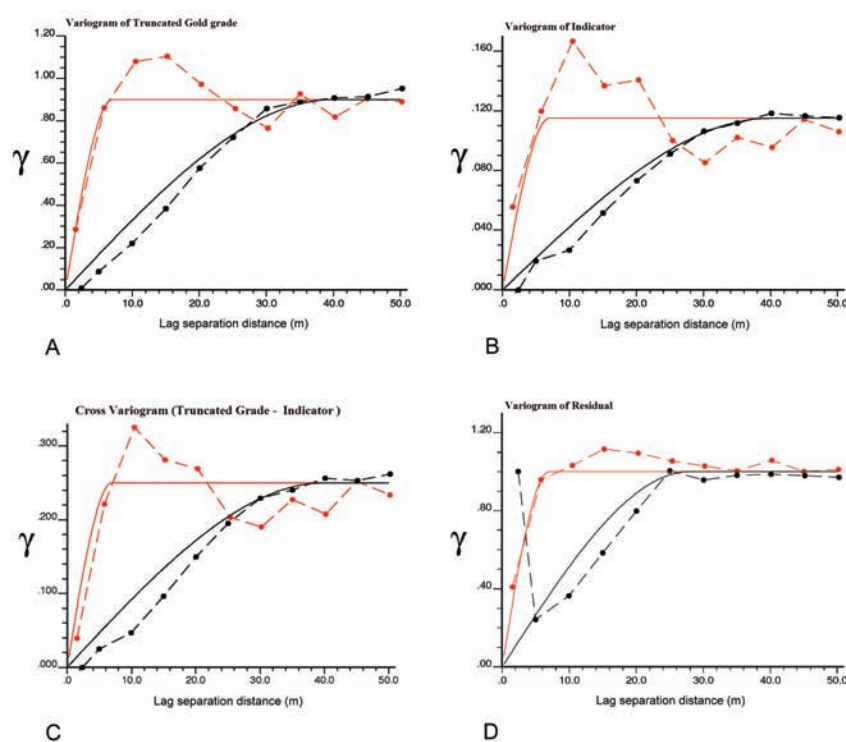 Variogram of Truncated Gold grade
1.20
1.00
.80
γ
.60
.40
.20
.00
.0 10.0 20.0 30.0 40.0 50.0
Lag separation distance (m)
A
Variogram of Indicator
.160
.120
γ
.080
.040
.000
.0 10.0 20.0 30.0 40.0 50.0
Lag separation distance (m)
B
Cross Variogram (Truncated Grade - Indicator )
.300
.200
γ
.100
.000
.0 10.0 20.0 30.0 40.0 50.0
Lag separation distance (m)
C
Variogram of Residual
1.20
.80
γ
.40
.00
.0 10.0 20.0 30.0 40.0 50.0
Lag separation distance (m)
D